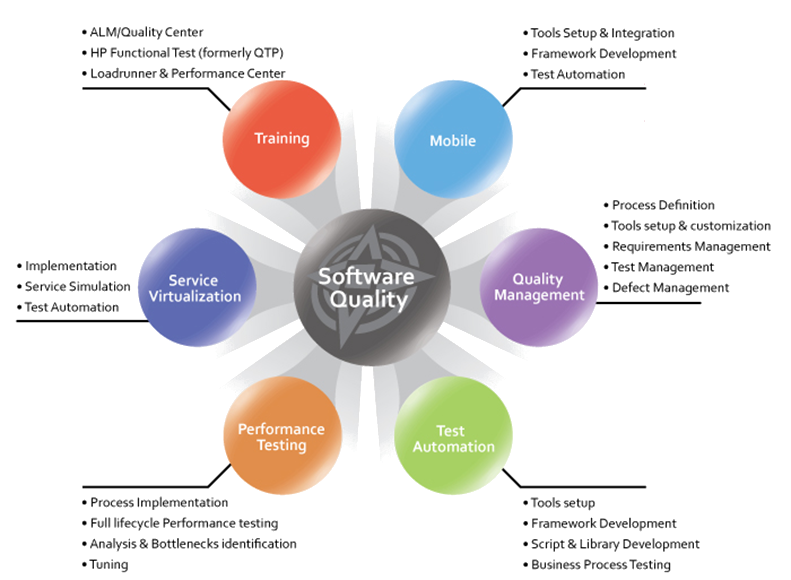 • ALM/Quality Center
• HP Functional Test (formerly QTP)
• Loadrunner & Performance Center
Training
• Tools Setup & Integration
• Framework Development
• Test Automation
Mobile
• Process Definition
• Tools setup & customization
• Requirements Management
• Test Management
• Defect Management
Quality
Management
Software
Quality
• Implementation
• Service Simulation
• Test Automation
Service
Virtualization
Performance
Testing
• Process Implementation
• Full lifecycle Performance testing
• Analysis & Bottlenecks identification
• Tuning
Test
Automation
• Tools setup
• Framework Development
• Script & Library Development
• Business Process Testing